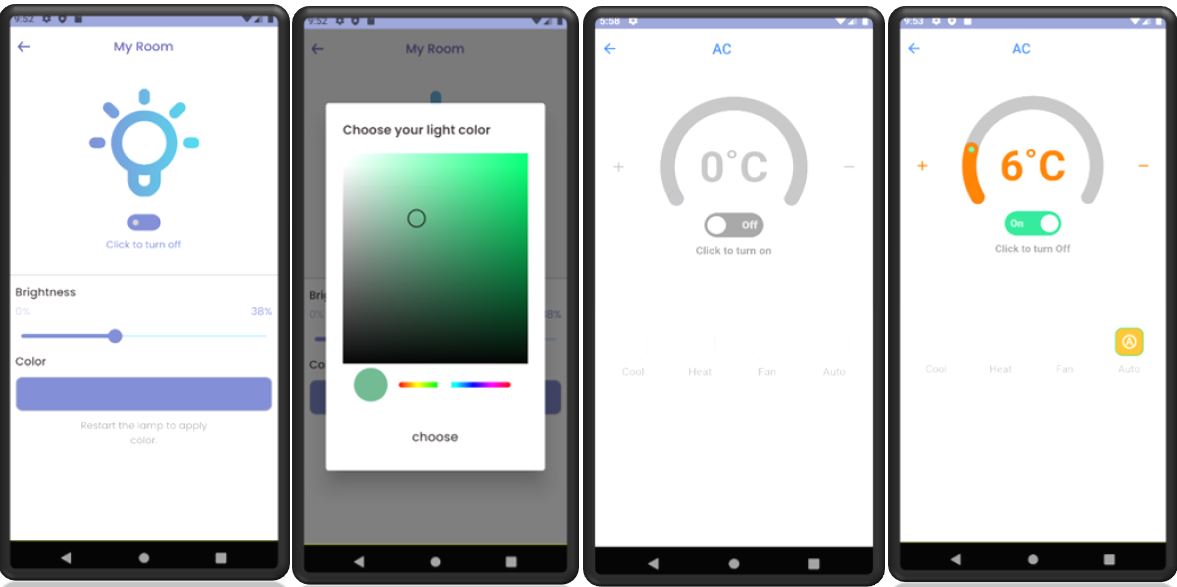 9:52
My Room
Click to turn off
Brightness
0% 38%
Color
Restart the lamp to apply
color.
9:52
My Room
Choose your light color
Bri
0% 8%
Co
choose
5:58
AC
+ 0°C −
Off
Click to turn on
Cool Heat Fan Auto
9:53
AC
+ 6°C −
On
Click to turn Off
A
Cool Heat Fan Auto